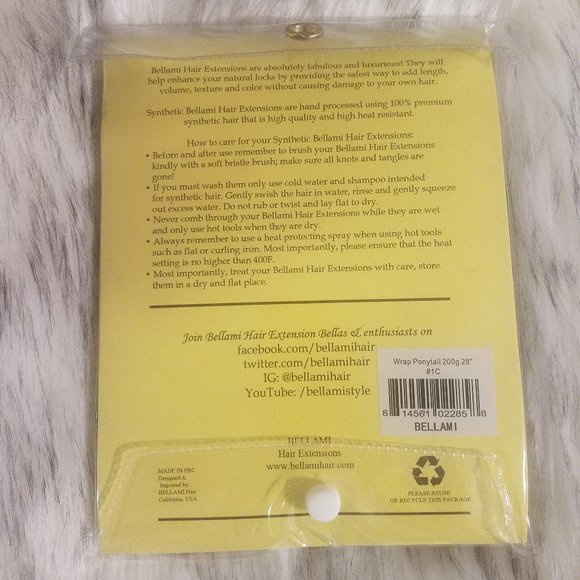 Bellami Hair Extensions are absolutely fabulous and luxurious! They will
help enhance your natural locks by providing the safest way to add length,
volume, texture and color without causing damage to your own hair.
Synthetic Bellami Hair Extensions are hand processed using 100% premium
synthetic hair that is high quality and high heat resistant.
How to care for your Synthetic Bellami Hair Extensions:
• Before and after use remember to brush your Bellami Hair Extensions
kindly with a soft bristle brush; make sure all knots and tangles are
gone!
• If you must wash them only use cold water and shampoo intended
for synthetic hair. Gently swish the hair in water, rinse and gently squeeze
out excess water. Do not rub or twist and lay flat to dry.
• Never comb through your Bellami Hair Extensions while they are wet
and only use hot tools when they are dry.
• Always remember to use a heat protecting spray when using hot tools
such as flat or curling iron. Most importantly, please ensure that the heat
setting is no higher than 400F.
• Most importantly, treat your Bellami Hair Extensions with care, store
them in a dry and flat place.
Join Bellami Hair Extension Bellas & enthusiasts on
facebook.com/bellamihair
twitter.com/bellamihair
IG: @bellamihair
YouTube: /bellamistyle
Wrap Ponytail 200g 28"
#1C
8 14561 02285 8
BELLAMI
BELLAMI
Hair Extensions
www.bellamihair.com
MADE IN PRC
Designed &
Imported by:
BELLAMI Hair
California, USA
PLEASE REUSE
OR RECYCLE THIS PACKAGE